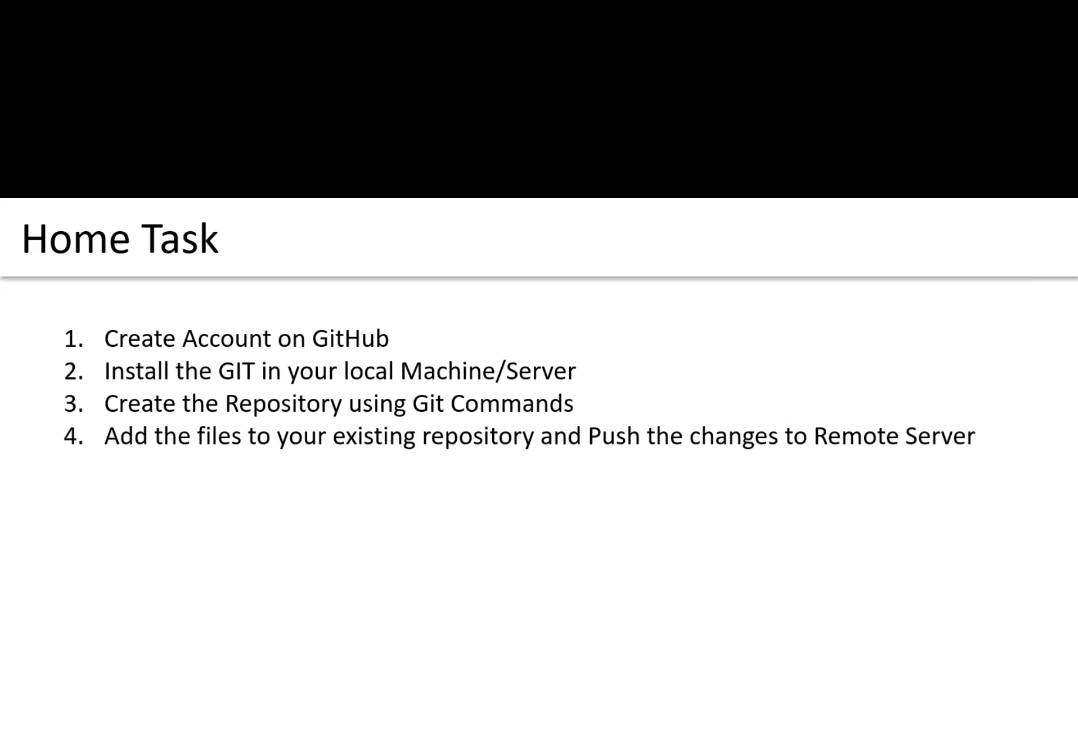 Home Task
1. Create Account on GitHub
2. Install the GIT in your local Machine/Server
3. Create the Repository using Git Commands
4. Add the files to your existing repository and Push the changes to Remote Server